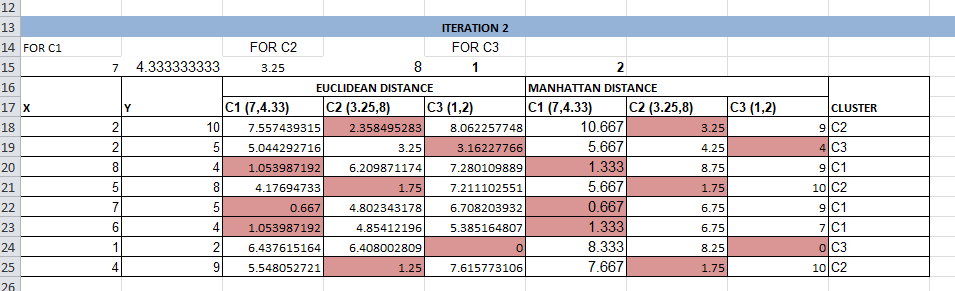 12
13 ITERATION 2
14 FOR C1 FOR C2 FOR C3
15 7 4.333333333 3.25 8 1 2
16 EUCLIDEAN DISTANCE MANHATTAN DISTANCE
17 X Y C1 (7,4.33) C2 (3.25,8) C3 (1,2) C1 (7,4.33) C2 (3.25,8) C3 (1,2) CLUSTER
18 2 10 7.557439315 2.358495283 8.062257748 10.667 3.25 9 C2
19 2 5 5.044292716 3.25 3.16227766 5.667 4.25 4 C3
20 8 4 1.053987192 6.209871174 7.280109889 1.333 8.75 9 C1
21 5 8 4.17694733 1.75 7.211102551 5.667 1.75 10 C2
22 7 5 0.667 4.802343178 6.708203932 0.667 6.75 9 C1
23 6 4 1.053987192 4.85412196 5.385164807 1.333 6.75 7 C1
24 1 2 6.437615164 6.408002809 0 8.333 8.25 0 C3
25 4 9 5.548052721 1.25 7.615773106 7.667 1.75 10 C2
26